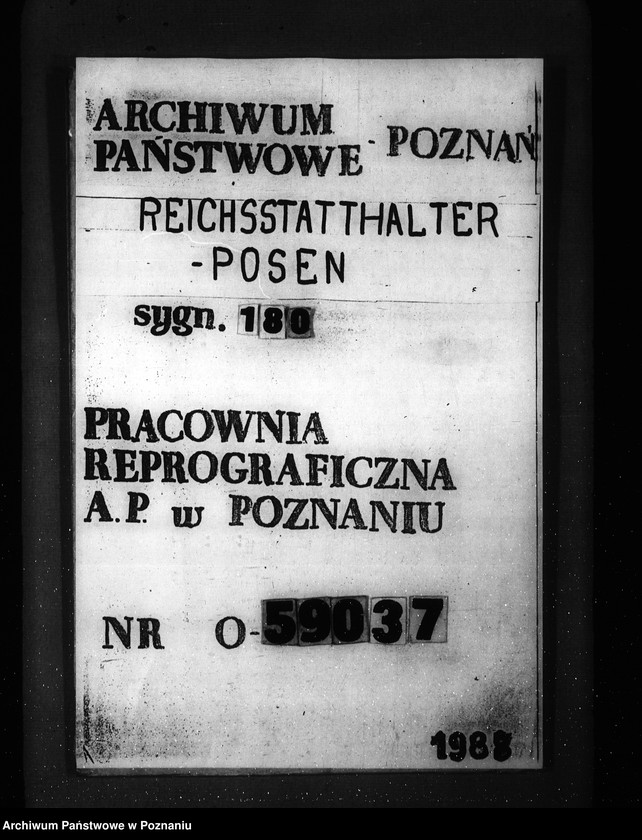 ARCHIWUM
PAŃSTWOWE - POZNAŃ
REICHSSTATTHALTER
-POSEN
sygn. 180
PRACOWNIA
REPROGRAFICZNA
A.P. w POZNANIU
NR O-59037
1988
Archiwum Państwowe w Poznaniu